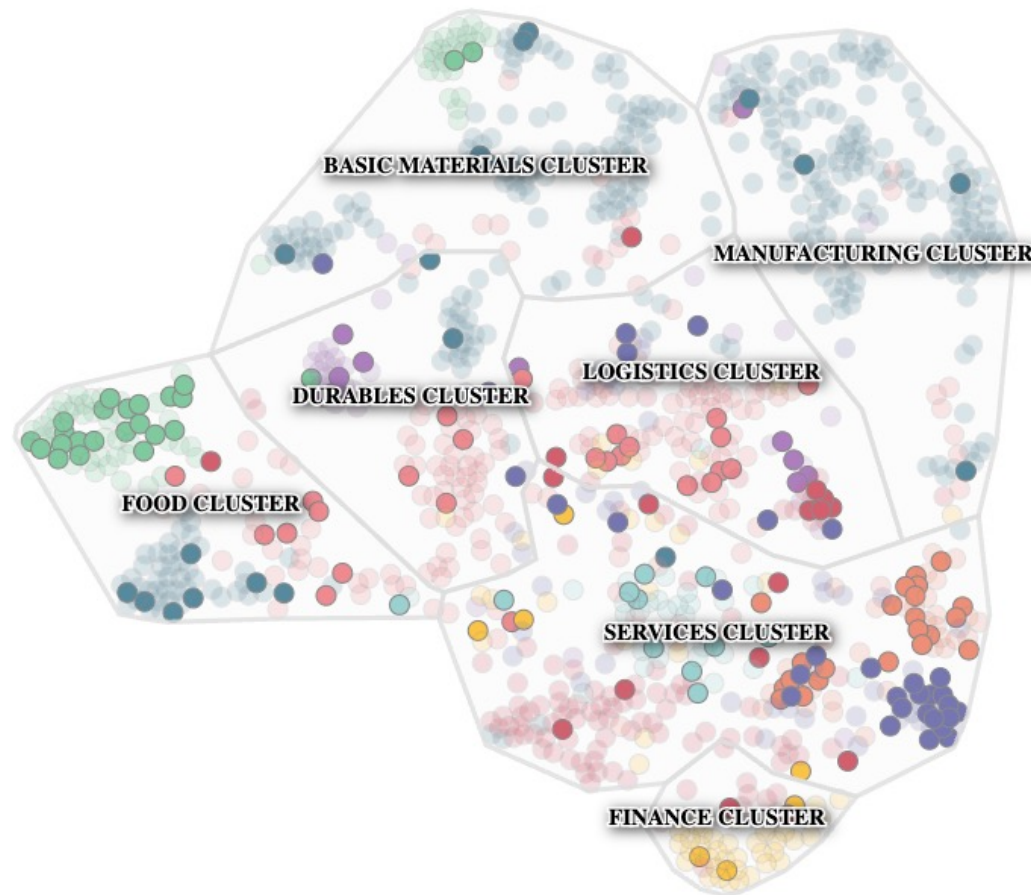 BASIC MATERIALS CLUSTER
MANUFACTURING CLUSTER
LOGISTICS CLUSTER
DURABLES CLUSTER
FOOD CLUSTER
SERVICES CLUSTER
FINANCE CLUSTER